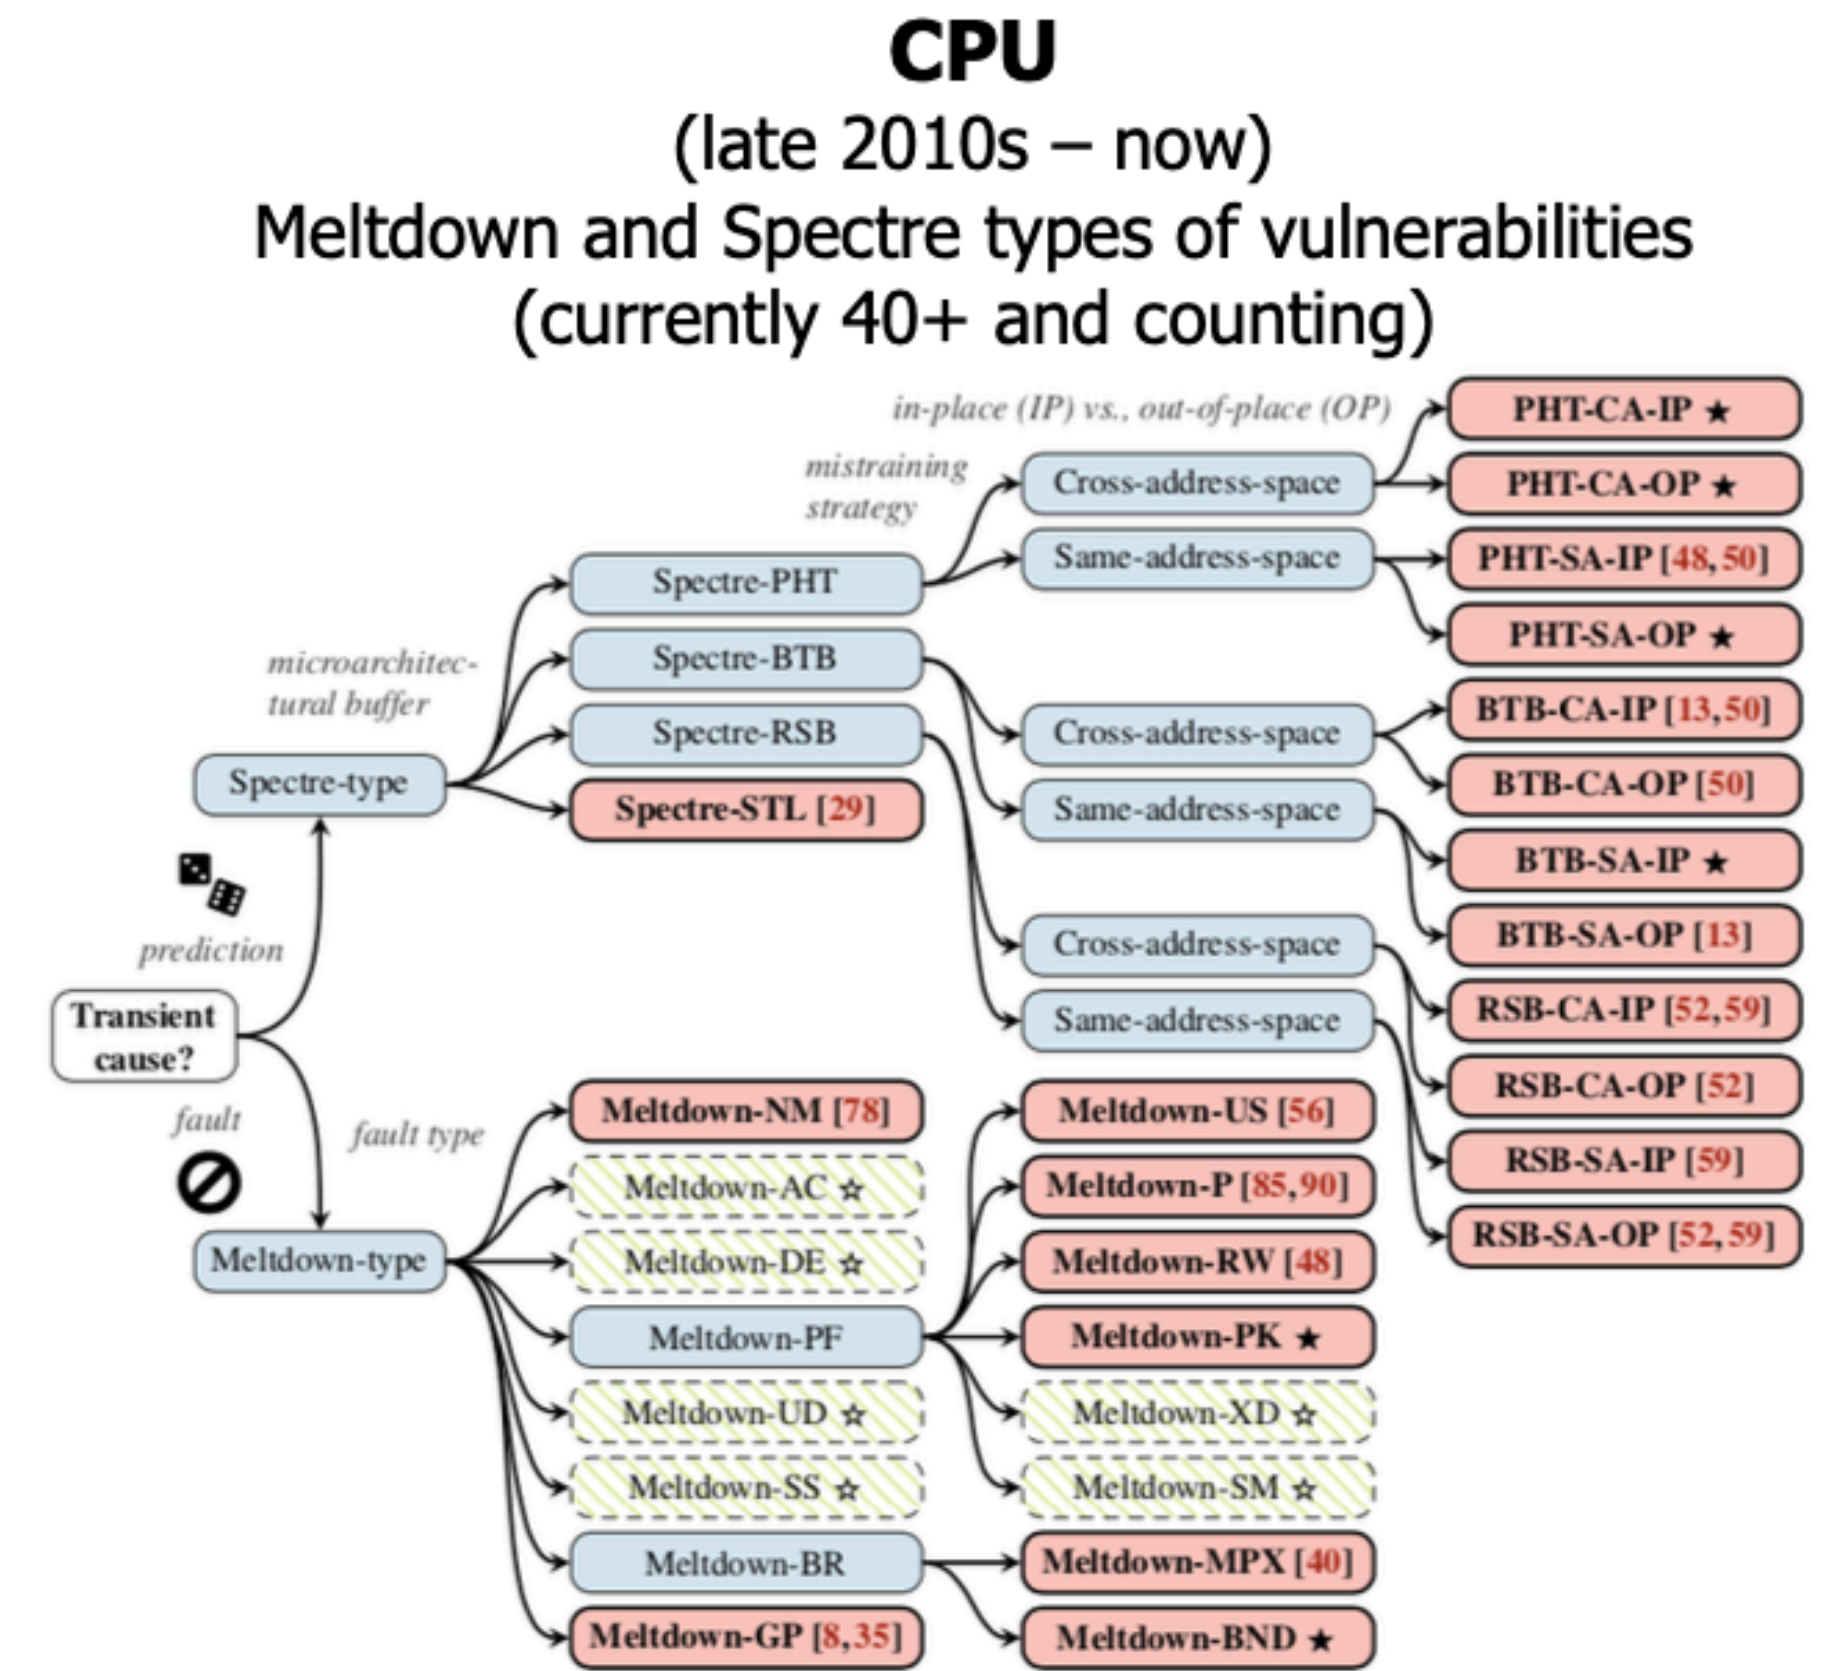 CPU
(late 2010s – now)
Meltdown and Spectre types of vulnerabilities
(currently 40+ and counting)
in-place (IP) vs., out-of-place (OP)
mistraining
strategy
microarchitec-
tural buffer
prediction
Transient
cause?
fault
fault type
Spectre-type
Meltdown-type
Spectre-PHT
Spectre-BTB
Spectre-RSB
Spectre-STL [29]
Cross-address-space
Same-address-space
Cross-address-space
Same-address-space
Cross-address-space
Same-address-space
PHT-CA-IP ★
PHT-CA-OP ★
PHT-SA-IP [48,50]
PHT-SA-OP ★
BTB-CA-IP [13,50]
BTB-CA-OP [50]
BTB-SA-IP ★
BTB-SA-OP [13]
RSB-CA-IP [52,59]
RSB-CA-OP [52]
RSB-SA-IP [59]
RSB-SA-OP [52,59]
Meltdown-NM [78]
Meltdown-AC ☆
Meltdown-DE ☆
Meltdown-PF
Meltdown-UD ☆
Meltdown-SS ☆
Meltdown-BR
Meltdown-GP [8,35]
Meltdown-US [56]
Meltdown-P [85,90]
Meltdown-RW [48]
Meltdown-PK ★
Meltdown-XD ☆
Meltdown-SM ☆
Meltdown-MPX [40]
Meltdown-BND ★